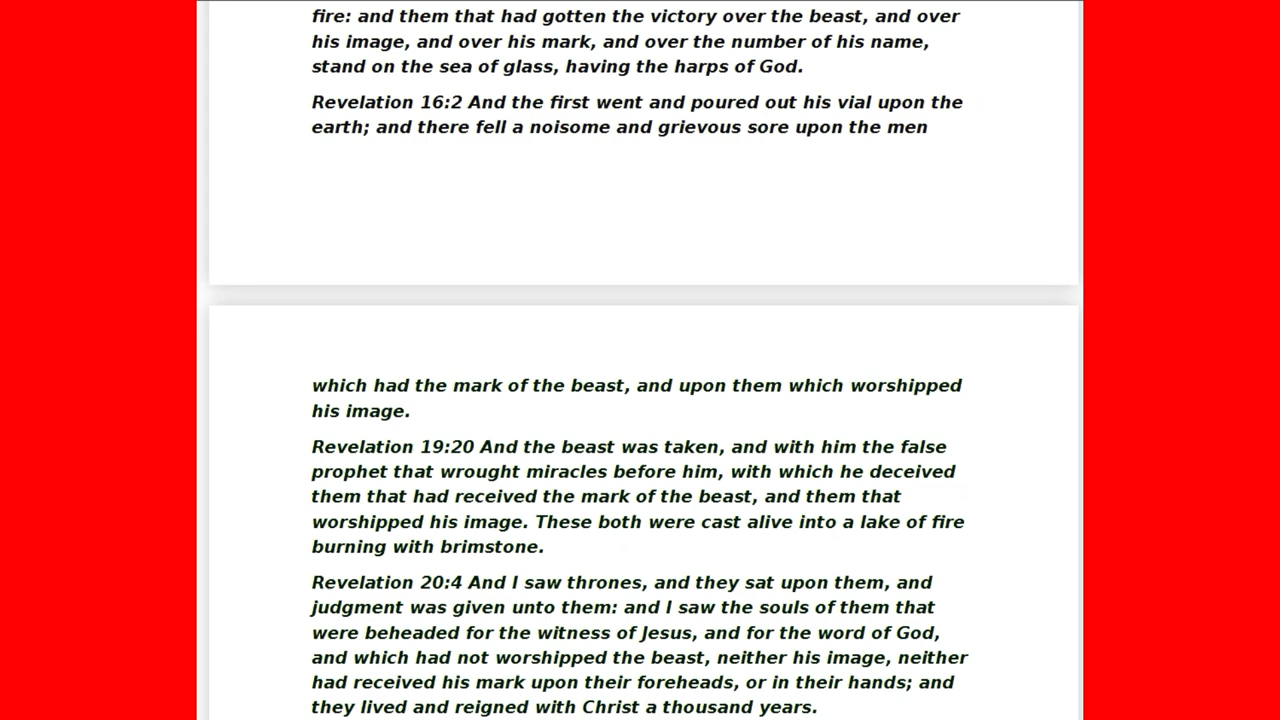 fire: and them that had gotten the victory over the beast, and over
his image, and over his mark, and over the number of his name,
stand on the sea of glass, having the harps of God.
Revelation 16:2 And the first went and poured out his vial upon the
earth; and there fell a noisome and grievous sore upon the men
which had the mark of the beast, and upon them which worshipped
his image.
Revelation 19:20 And the beast was taken, and with him the false
prophet that wrought miracles before him, with which he deceived
them that had received the mark of the beast, and them that
worshipped his image. These both were cast alive into a lake of fire
burning with brimstone.
Revelation 20:4 And I saw thrones, and they sat upon them, and
judgment was given unto them: and I saw the souls of them that
were beheaded for the witness of Jesus, and for the word of God,
and which had not worshipped the beast, neither his image, neither
had received his mark upon their foreheads, or in their hands; and
they lived and reigned with Christ a thousand years.